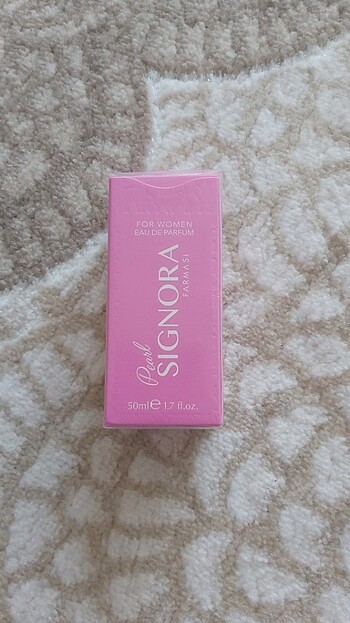 FOR WOMEN
EAU DE PARFUM
Pearl
SIGNORA
FARMASI
50ml e 1.7 fl.oz.